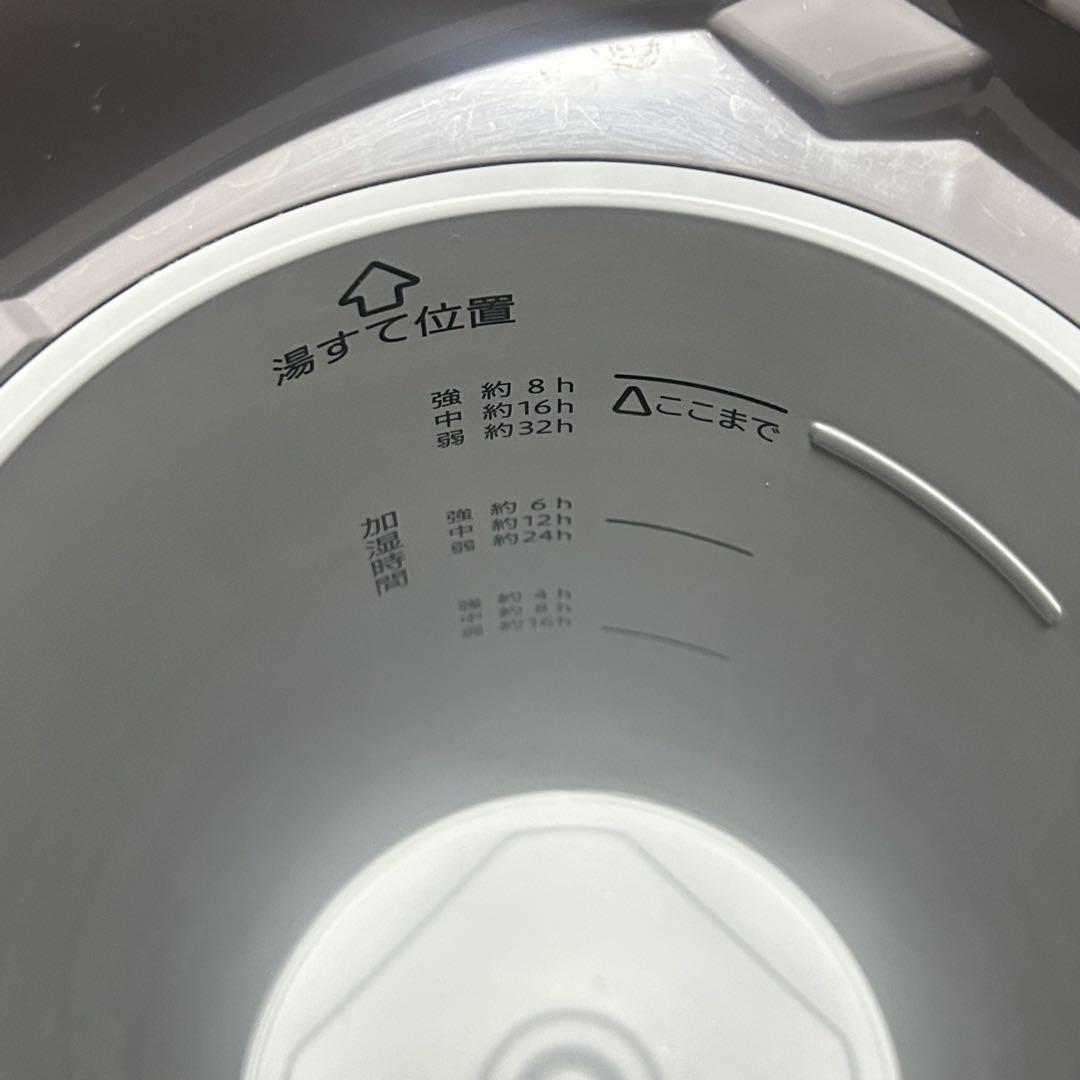 湯すて位置
強 約 8 h
中 約16h
弱 約32h
△ここまで
加湿時間
強 約 6 h
中 約12h
弱 約24h
強 約 4 h
中 約 8 h
弱 約16h